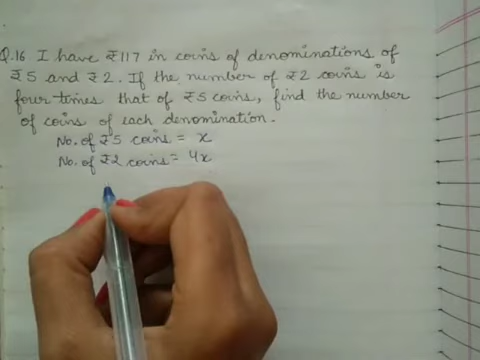 Q.16 I have ₹117 in coins of denominations of
₹5 and ₹2. If the number of ₹2 coins is
four times that of ₹5 coins, find the number
of coins of each denomination.
No. of ₹5 coins = x
No. of ₹2 coins = 4x